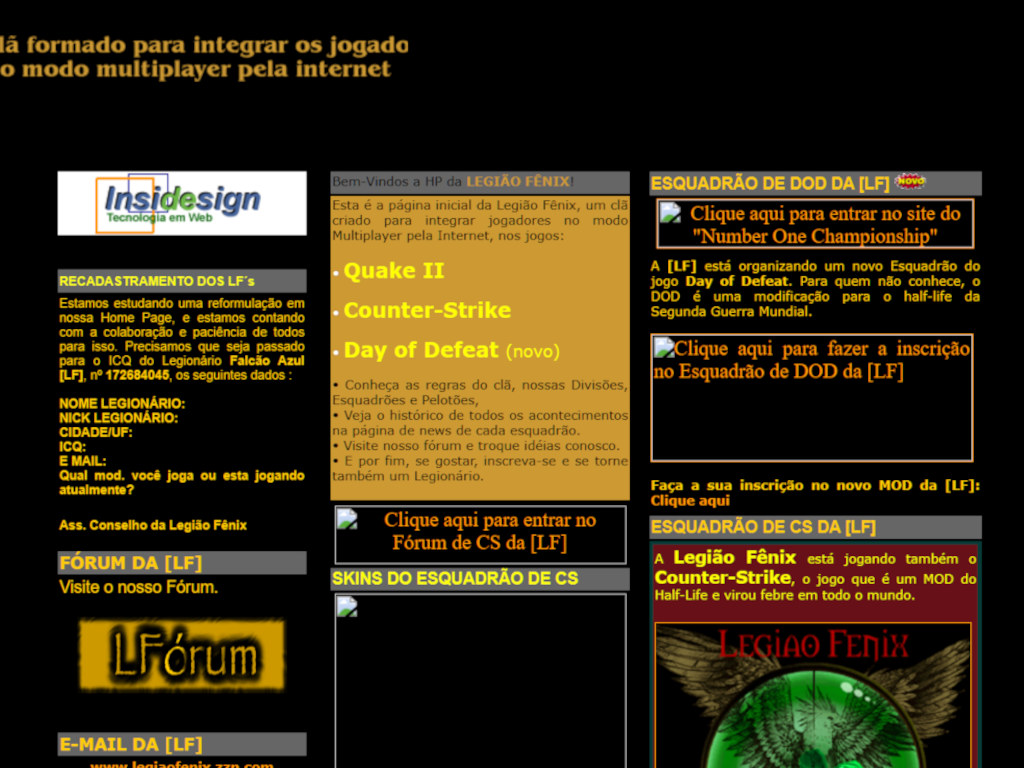 lã formado para integrar os jogado
o modo multiplayer pela internet
Insidesign
Tecnologia em Web
RECADASTRAMENTO DOS LF´s
Estamos estudando uma reformulação em
nossa Home Page, e estamos contando
com a colaboração e paciência de todos
para isso. Precisamos que seja passado
para o ICQ do Legionârio Falcão Azul
[LF], nº 172684045, os seguintes dados :
NOME LEGIONÁRIO:
NICK LEGIONÁRIO:
CIDADE/UF:
ICQ:
E MAIL:
Qual mod. você joga ou esta jogando
atualmente?
Ass. Conselho da Legião Fênix
FÓRUM DA [LF]
Visite o nosso Fórum.
LFórum
E-MAIL DA [LF]
www.legiaofenix.zzn.com
Bem-Vindos a HP da LEGIÃO FÊNIX!
Esta é a página inicial da Legião Fênix, um clã
criado para integrar jogadores no modo
Multiplayer pela Internet, nos jogos:
• Quake II
• Counter-Strike
• Day of Defeat (novo)
• Conheça as regras do clã, nossas Divisões,
Esquadrões e Pelotões,
• Veja o histórico de todos os acontecimentos
na página de news de cada esquadrão.
• Visite nosso fórum e troque idéias conosco.
• E por fim, se gostar, inscreva-se e se torne
também um Legionário.
Clique aqui para entrar no
Fórum de CS da [LF]
SKINS DO ESQUADRÃO DE CS
ESQUADRÃO DE DOD DA [LF] NOVO
Clique aqui para entrar no site do
"Number One Championship"
A [LF] está organizando um novo Esquadrão do
jogo Day of Defeat. Para quem não conhece, o
DOD é uma modificação para o half-life da
Segunda Guerra Mundial.
Clique aqui para fazer a inscrição
no Esquadrão de DOD da [LF]
Faça a sua inscrição no novo MOD da [LF]:
Clique aqui
ESQUADRÃO DE CS DA [LF]
A Legião Fênix está jogando também o
Counter-Strike, o jogo que é um MOD do
Half-Life e virou febre em todo o mundo.
LEGIAO FENIX